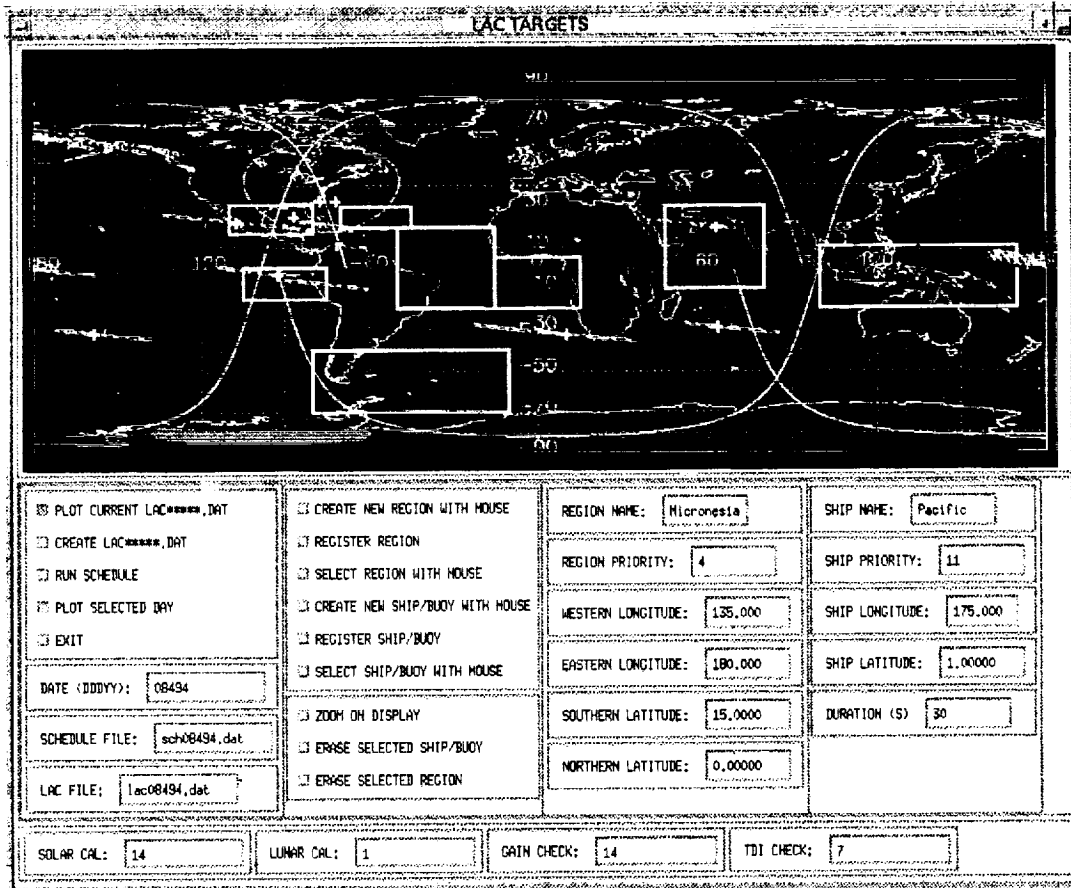 LAC TARGETS
90
70
30
10
180
120
60
-30
-50
-90
PLOT CURRENT LAC*****.DAT
CREATE LAC*****.DAT
RUN SCHEDULE
PLOT SELECTED DAY
EXIT
DATE (DDDYY): 08494
SCHEDULE FILE: sch08494.dat
LAC FILE: lac08494.dat
CREATE NEW REGION WITH MOUSE
REGISTER REGION
SELECT REGION WITH MOUSE
CREATE NEW SHIP/BUOY WITH MOUSE
REGISTER SHIP/BUOY
SELECT SHIP/BUOY WITH MOUSE
ZOOM ON DISPLAY
ERASE SELECTED SHIP/BUOY
ERASE SELECTED REGION
REGION NAME: Micronesia
REGION PRIORITY: 4
WESTERN LONGITUDE: 135.000
EASTERN LONGITUDE: 180.000
SOUTHERN LATITUDE: 15.0000
NORTHERN LATITUDE: 0.00000
SHIP NAME: Pacific
SHIP PRIORITY: 11
SHIP LONGITUDE: 175.000
SHIP LATITUDE: 1.00000
DURATION (S) 30
SOLAR CAL: 14
LUNAR CAL: 1
GAIN CHECK: 14
TDI CHECK: 7